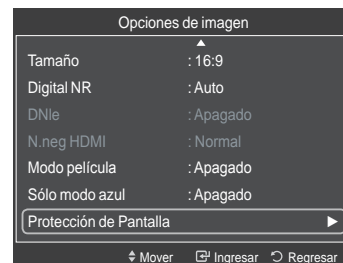 Opciones de imagen
Tamaño : 16:9
Digital NR : Auto
DNIe : Apagado
N.neg HDMI : Normal
Modo película : Apagado
Sólo modo azul : Apagado
Protección de Pantalla
Mover Ingresar Regresar